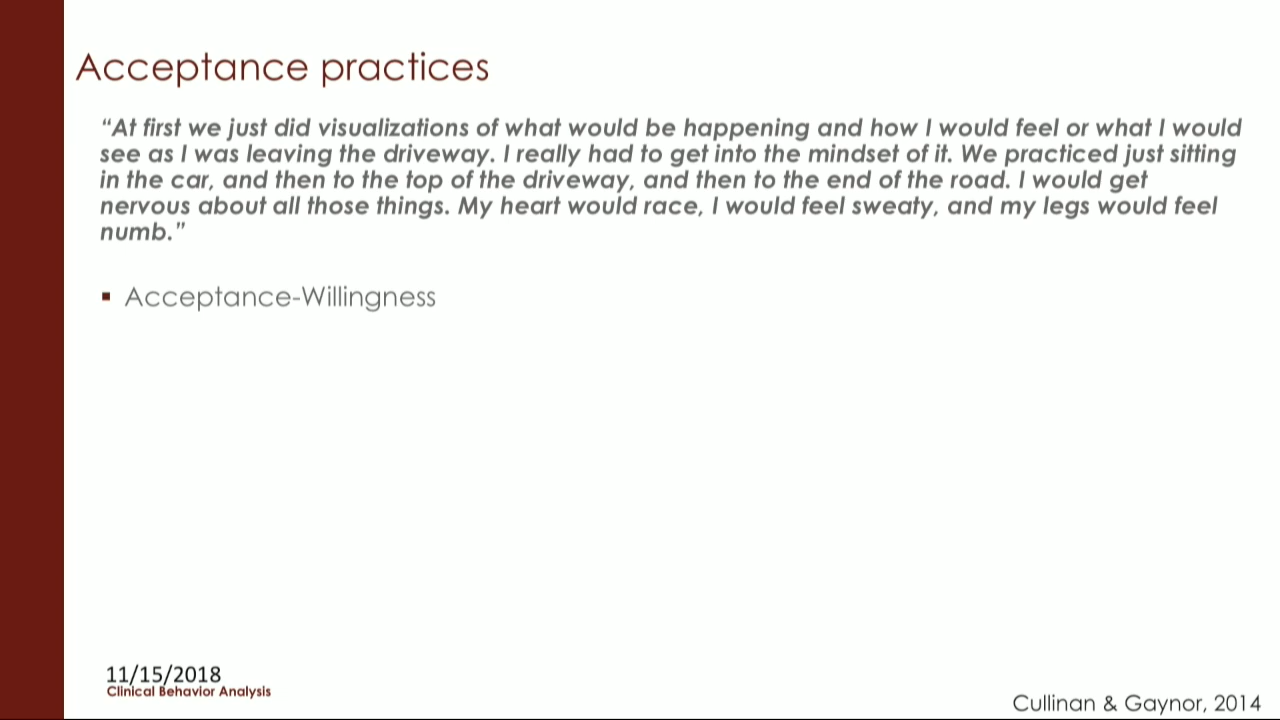 Acceptance practices
“At first we just did visualizations of what would be happening and how I would feel or what I would
see as I was leaving the driveway. I really had to get into the mindset of it. We practiced just sitting
in the car, and then to the top of the driveway, and then to the end of the road. I would get
nervous about all those things. My heart would race, I would feel sweaty, and my legs would feel
numb.”
▪ Acceptance-Willingness
11/15/2018
Clinical Behavior Analysis
Cullinan & Gaynor, 2014